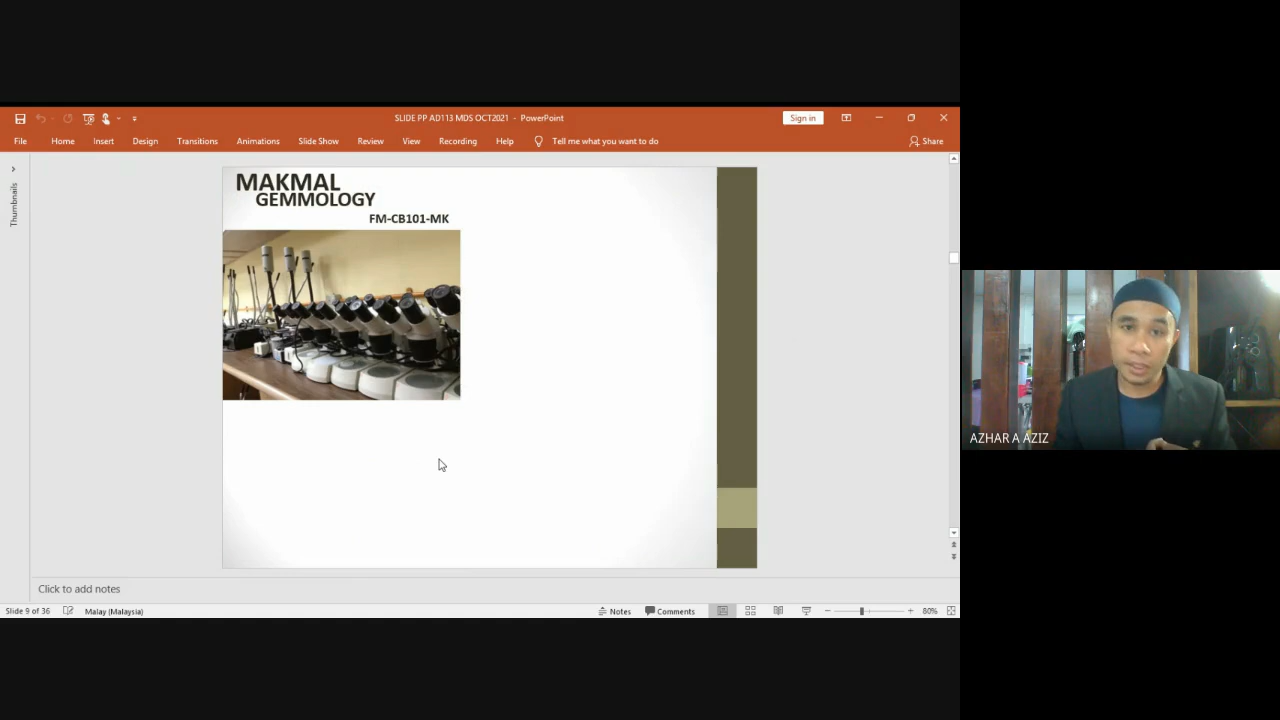 SLIDE PP AD113 MDS OCT2021 - PowerPoint
Sign in
File Home Insert Design Transitions Animations Slide Show Review View Recording Help Tell me what you want to do Share
Thumbnails
MAKMAL
GEMMOLOGY
FM-CB101-MK
AZHAR A AZIZ
Click to add notes
Slide 9 of 36 Malay (Malaysia) Notes Comments 80%